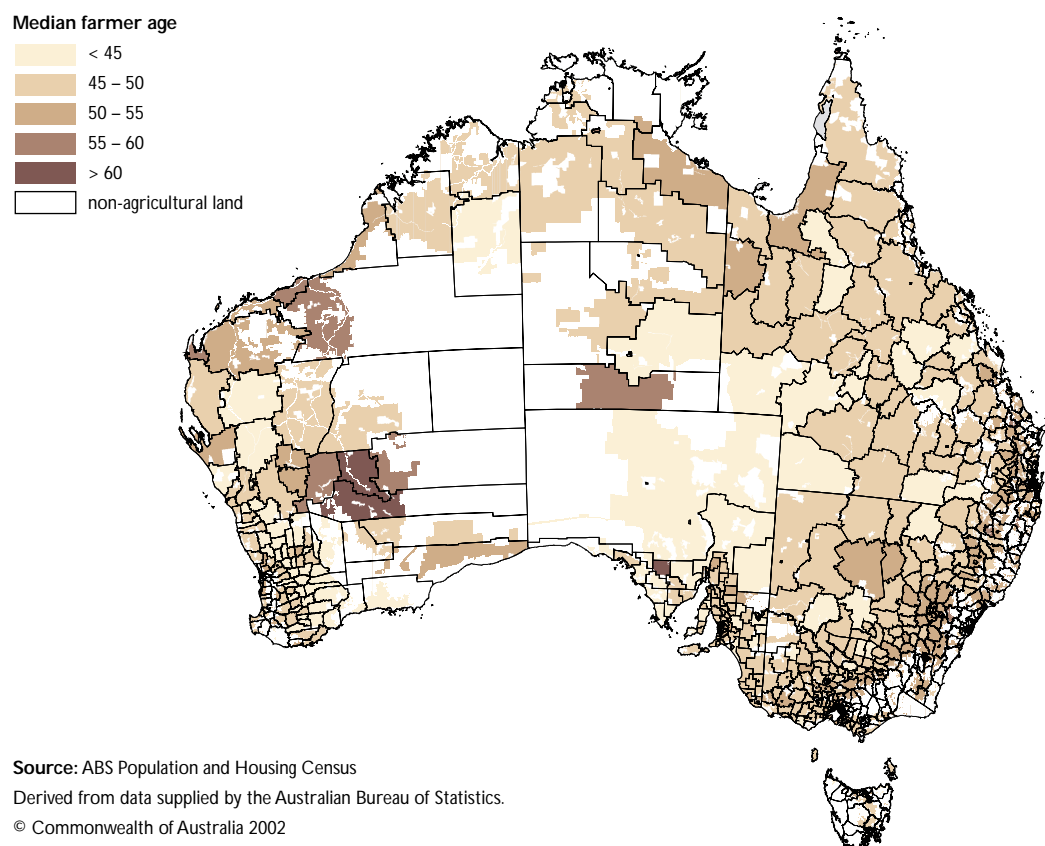 Median farmer age
< 45
45 – 50
50 – 55
55 – 60
> 60
non-agricultural land
Source: ABS Population and Housing Census
Derived from data supplied by the Australian Bureau of Statistics.
© Commonwealth of Australia 2002